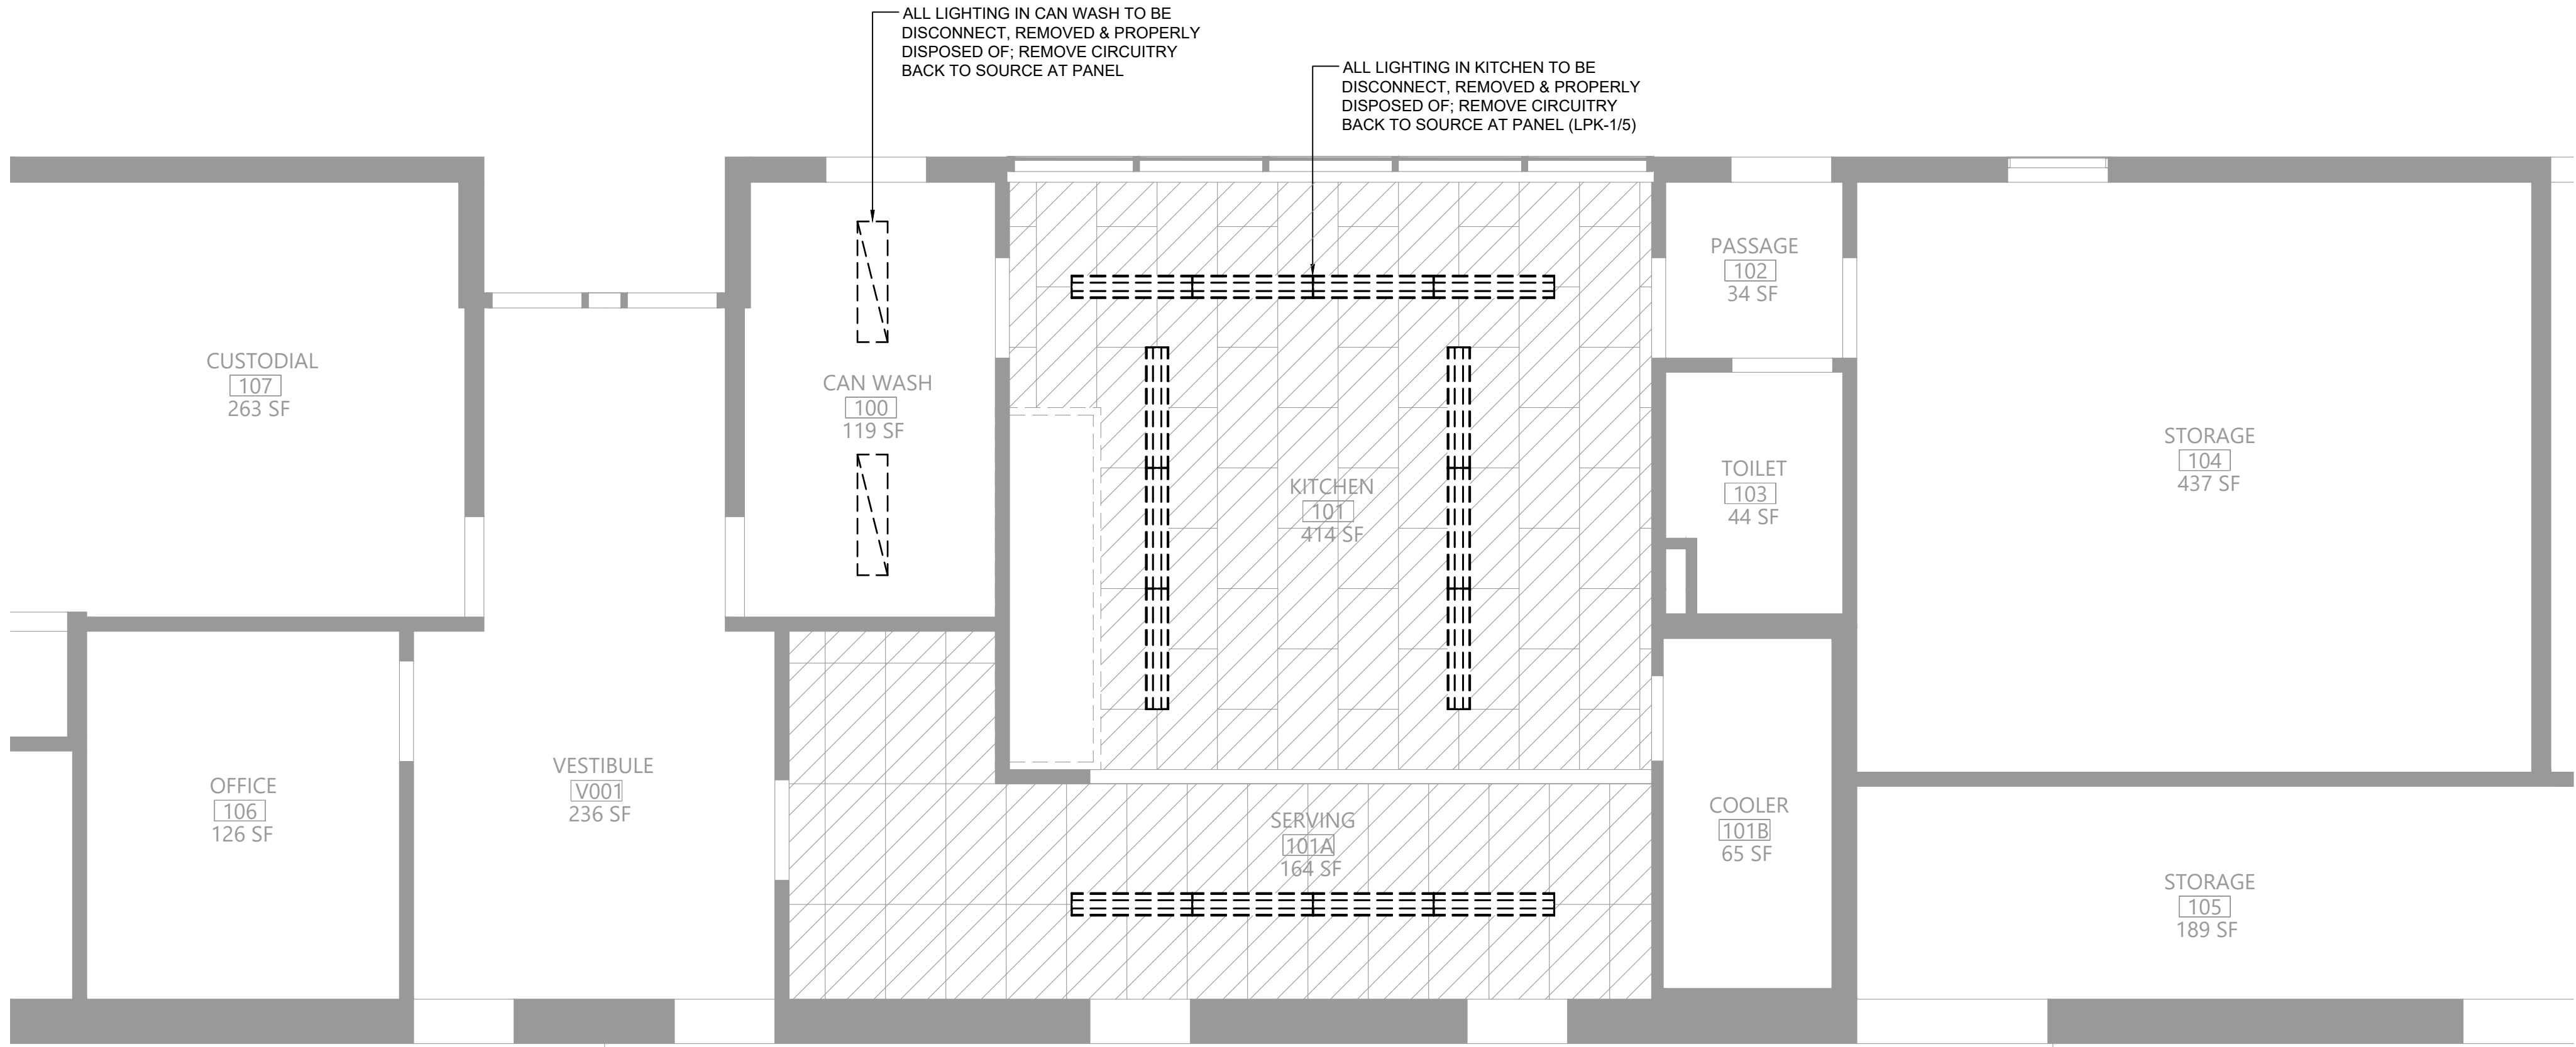 ALL LIGHTING IN CAN WASH TO BE
DISCONNECT, REMOVED & PROPERLY
DISPOSED OF; REMOVE CIRCUITRY
BACK TO SOURCE AT PANEL
ALL LIGHTING IN KITCHEN TO BE
DISCONNECT, REMOVED & PROPERLY
DISPOSED OF; REMOVE CIRCUITRY
BACK TO SOURCE AT PANEL (LPK-1/5)
PASSAGE
102
34 SF
CUSTODIAL
107
263 SF
CAN WASH
100
119 SF
KITCHEN
101
414 SF
TOILET
103
44 SF
STORAGE
104
437 SF
OFFICE
106
126 SF
VESTIBULE
V001
236 SF
SERVING
101A
164 SF
COOLER
101B
65 SF
STORAGE
105
189 SF